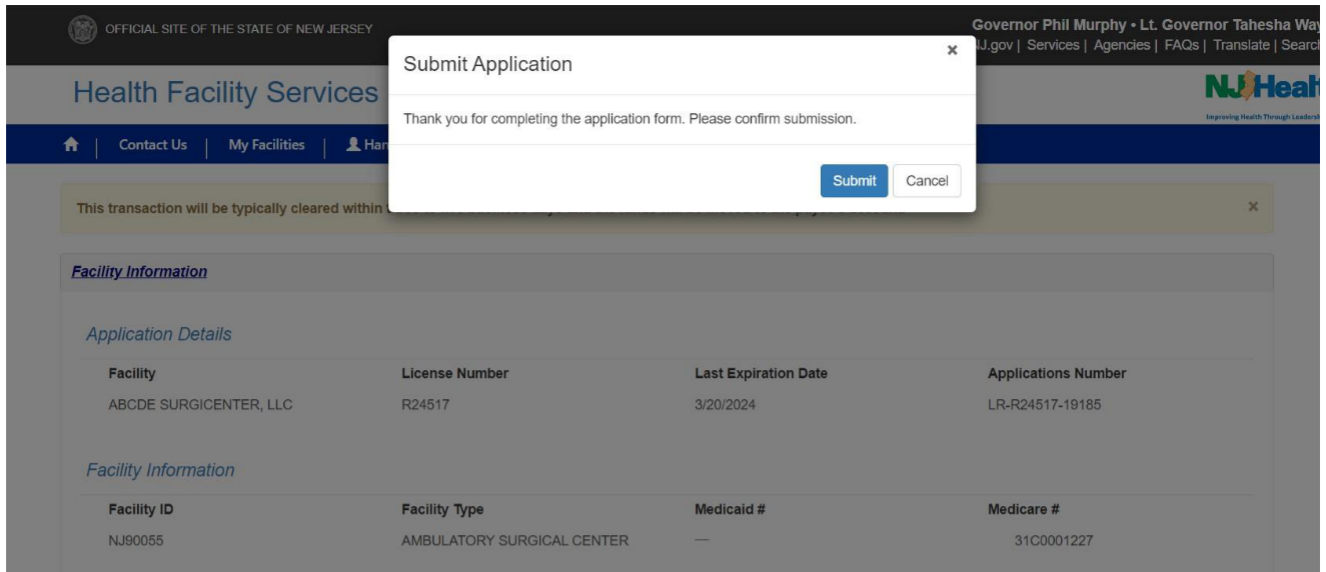 OFFICIAL SITE OF THE STATE OF NEW JERSEY
Governor Phil Murphy • Lt. Governor Tahesha Way
NJ.gov | Services | Agencies | FAQs | Translate | Search
Submit Application
×
Health Facility Services
NJHealt
Improving Health Through Leadersh
Thank you for completing the application form. Please confirm submission.
Contact Us | My Facilities | Han
Submit Cancel
This transaction will be typically cleared within
×
Facility Information
Application Details
Facility License Number Last Expiration Date Applications Number
ABCDE SURGICENTER, LLC R24517 3/20/2024 LR-R24517-19185
Facility Information
Facility ID Facility Type Medicaid # Medicare #
NJ90055 AMBULATORY SURGICAL CENTER — 31C0001227